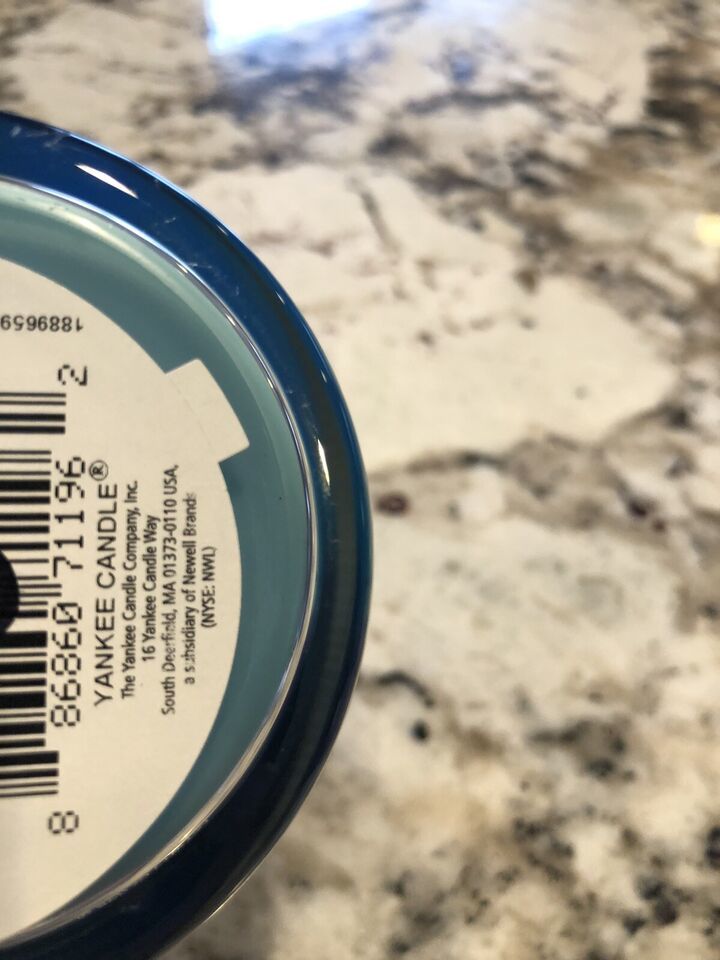 1889659
8 86860 71196 2
YANKEE CANDLE®
The Yankee Candle Company, Inc.
16 Yankee Candle Way
South Deerfield, MA 01373-0110 USA,
a subsidiary of Newell Brands
(NYSE: NWL)